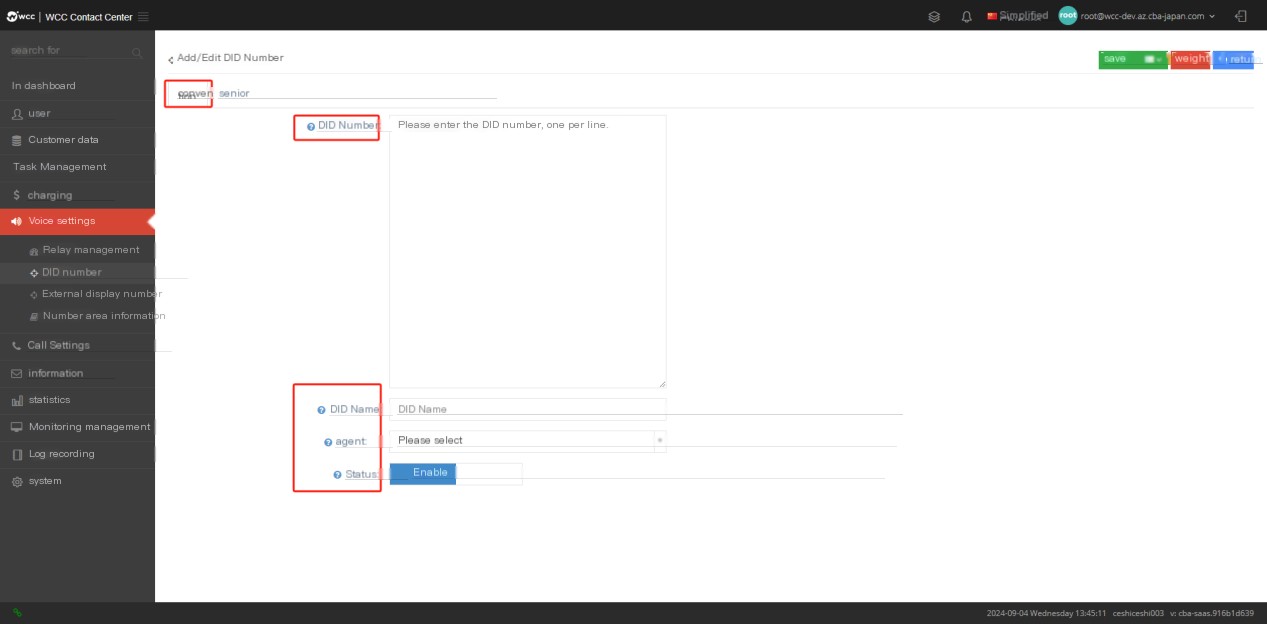 wcc | WCC Contact Center
Simplified
root root@wcc-dev.az.cba-japan.com
search for
In dashboard
user
Customer data
Task Management
charging
Voice settings
Relay management
DID number
External display number
Number area information
Call Settings
information
statistics
Monitoring management
Log recording
system
Add/Edit DID Number
save
weight
retur
conven
senior
DID Number:
Please enter the DID number, one per line.
DID Name
DID Name
agent:
Please select
Status:
Enable
2024-09-04 Wednesday 13:45:11 ceshiceshi003 v: cba-saas.916b1d639